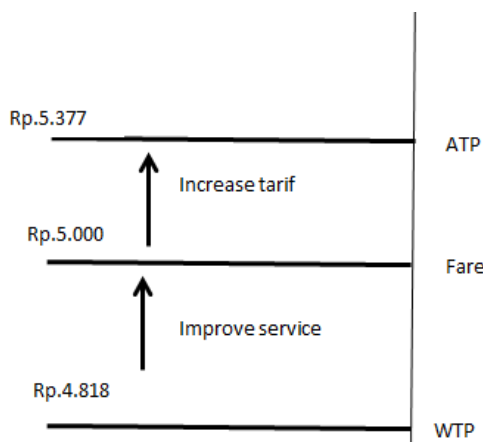 Rp.5.377
ATP
Increase tarif
Rp.5.000
Fare
Improve service
Rp.4.818
WTP